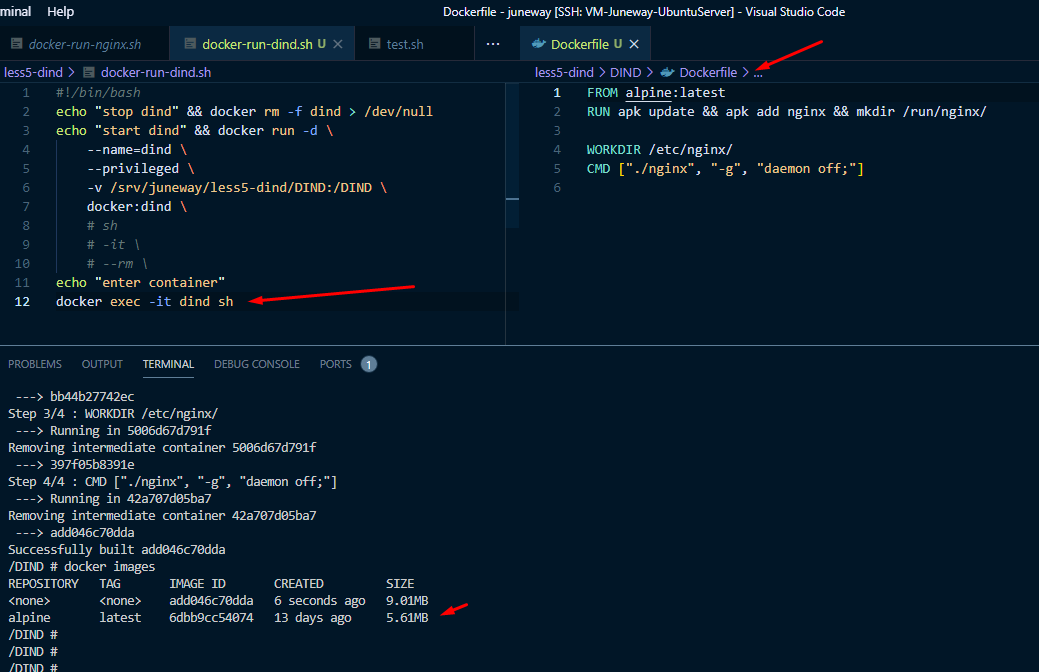 minal Help Dockerfile - juneway [SSH: VM-Juneway-UbuntuServer] - Visual Studio Code
docker-run-nginx.sh docker-run-dind.sh U test.sh ... Dockerfile U
less5-dind > docker-run-dind.sh
1 #!/bin/bash
2 echo "stop dind" && docker rm -f dind > /dev/null
3 echo "start dind" && docker run -d \
4 --name=dind \
5 --privileged \
6 -v /srv/juneway/less5-dind/DIND:/DIND \
7 docker:dind \
8 # sh
9 # -it \
10 # --rm \
11 echo "enter container"
12 docker exec -it dind sh
less5-dind > DIND > Dockerfile > ...
1 FROM alpine:latest
2 RUN apk update && apk add nginx && mkdir /run/nginx/
3
4 WORKDIR /etc/nginx/
5 CMD ["./nginx", "-g", "daemon off;"]
6
PROBLEMS OUTPUT TERMINAL DEBUG CONSOLE PORTS 1
---> bb44b27742ec
Step 3/4 : WORKDIR /etc/nginx/
---> Running in 5006d67d791f
Removing intermediate container 5006d67d791f
---> 397f05b8391e
Step 4/4 : CMD ["./nginx", "-g", "daemon off;"]
---> Running in 42a707d05ba7
Removing intermediate container 42a707d05ba7
---> add046c70dda
Successfully built add046c70dda
/DIND # docker images
REPOSITORY TAG IMAGE ID CREATED SIZE
<none> <none> add046c70dda 6 seconds ago 9.01MB
alpine latest 6dbb9cc54074 13 days ago 5.61MB
/DIND #
/DIND #
/DIND #